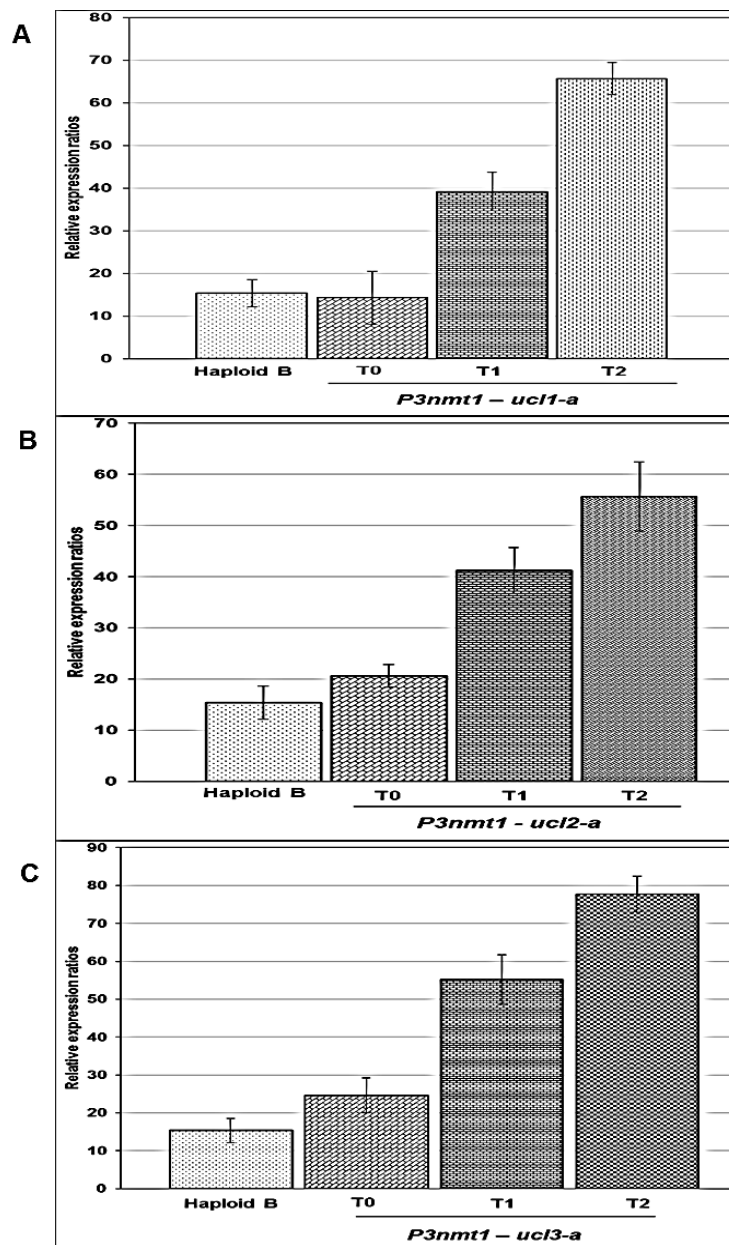 A
Relative expression ratios
80
70
60
50
40
30
20
10
0
Haploid B T0 T1 T2
P3nmt1 – ucl1-a
B
Relative expression ratios
70
60
50
40
30
20
10
0
Haploid B T0 T1 T2
P3nmt1 - ucl2-a
C
Relative expression ratios
90
80
70
60
50
40
30
20
10
0
Haploid B T0 T1 T2
P3nmt1 – ucl3-a